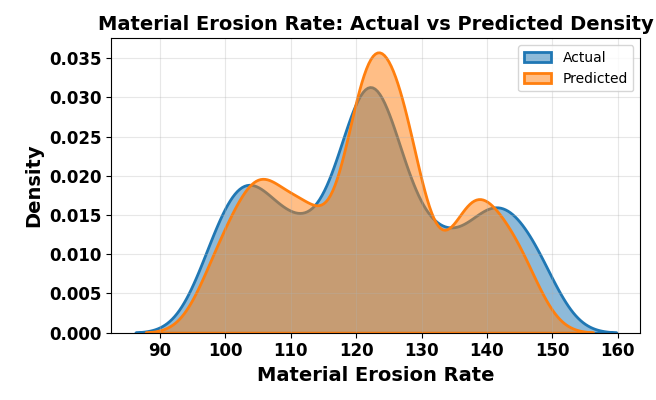 Material Erosion Rate: Actual vs Predicted Density
Actual
Predicted
Density
0.035
0.030
0.025
0.020
0.015
0.010
0.005
0.000
90 100 110 120 130 140 150 160
Material Erosion Rate